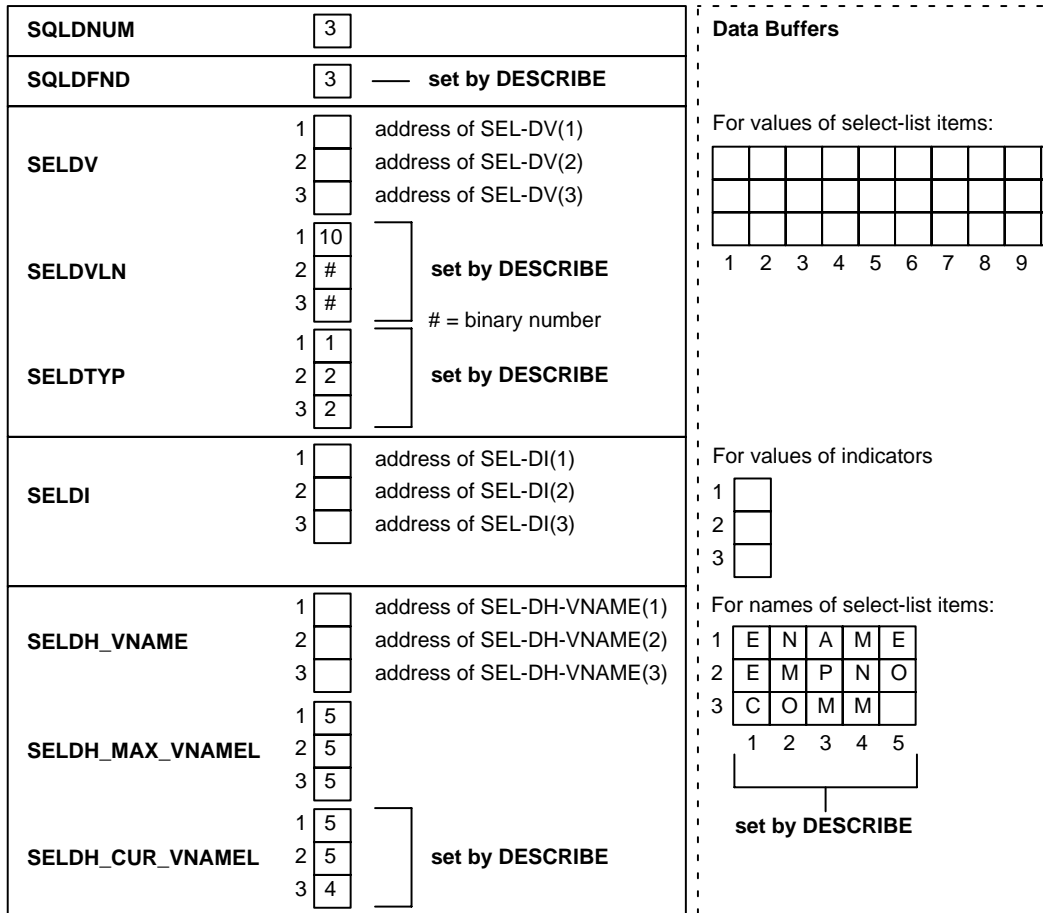 SQLDNUM 3
SQLDFND 3 set by DESCRIBE
SELDV
1 address of SEL-DV(1)
2 address of SEL-DV(2)
3 address of SEL-DV(3)
SELDVLN
1 10
2 #
3 #
set by DESCRIBE
# = binary number
SELDTYP
1 1
2 2
3 2
set by DESCRIBE
SELDI
1 address of SEL-DI(1)
2 address of SEL-DI(2)
3 address of SEL-DI(3)
SELDH_VNAME
1 address of SEL-DH-VNAME(1)
2 address of SEL-DH-VNAME(2)
3 address of SEL-DH-VNAME(3)
SELDH_MAX_VNAMEL
1 5
2 5
3 5
SELDH_CUR_VNAMEL
1 5
2 5
3 4
set by DESCRIBE
Data Buffers
For values of select-list items:
1 2 3 4 5 6 7 8 9
For values of indicators
1
2
3
For names of select-list items:
1 E N A M E
2 E M P N O
3 C O M M
1 2 3 4 5
set by DESCRIBE